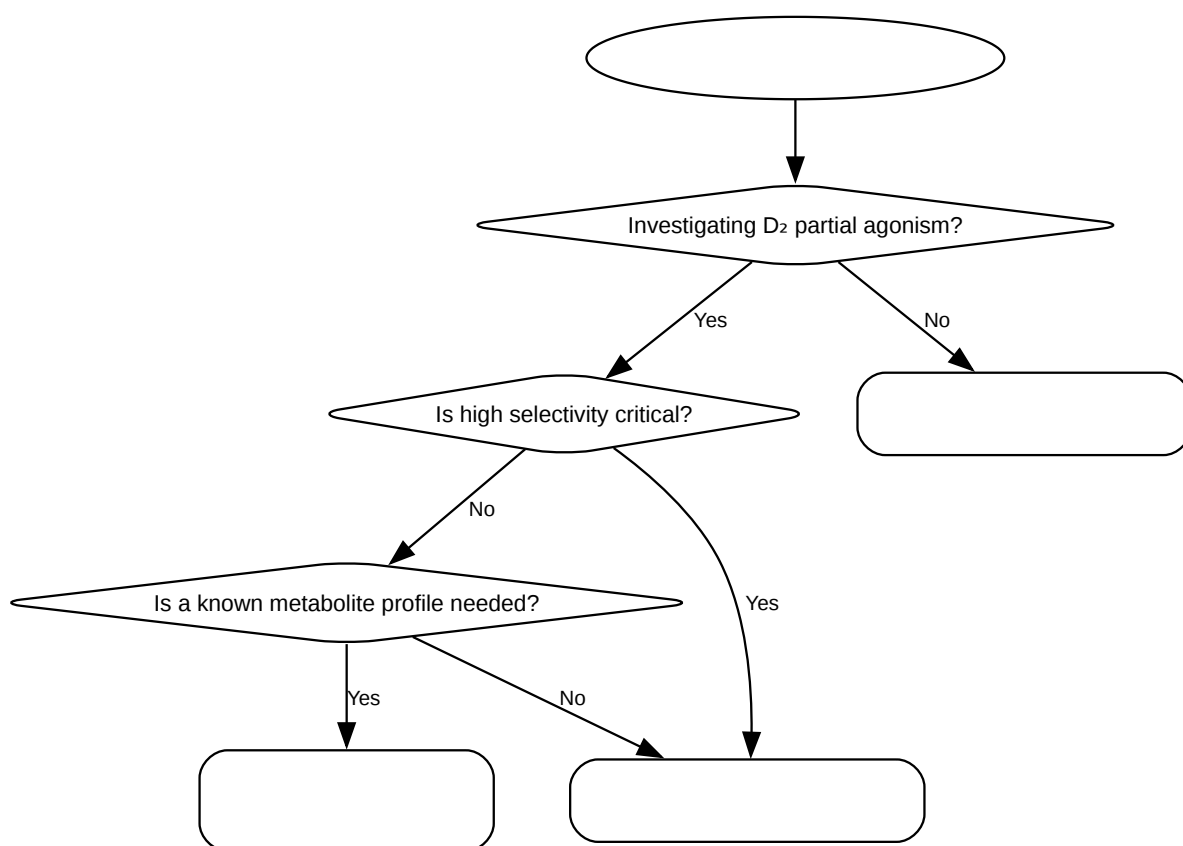 Investigating D₂ partial agonism?
Yes
No
Is high selectivity critical?
No
Is a known metabolite profile needed?
Yes
Yes
No